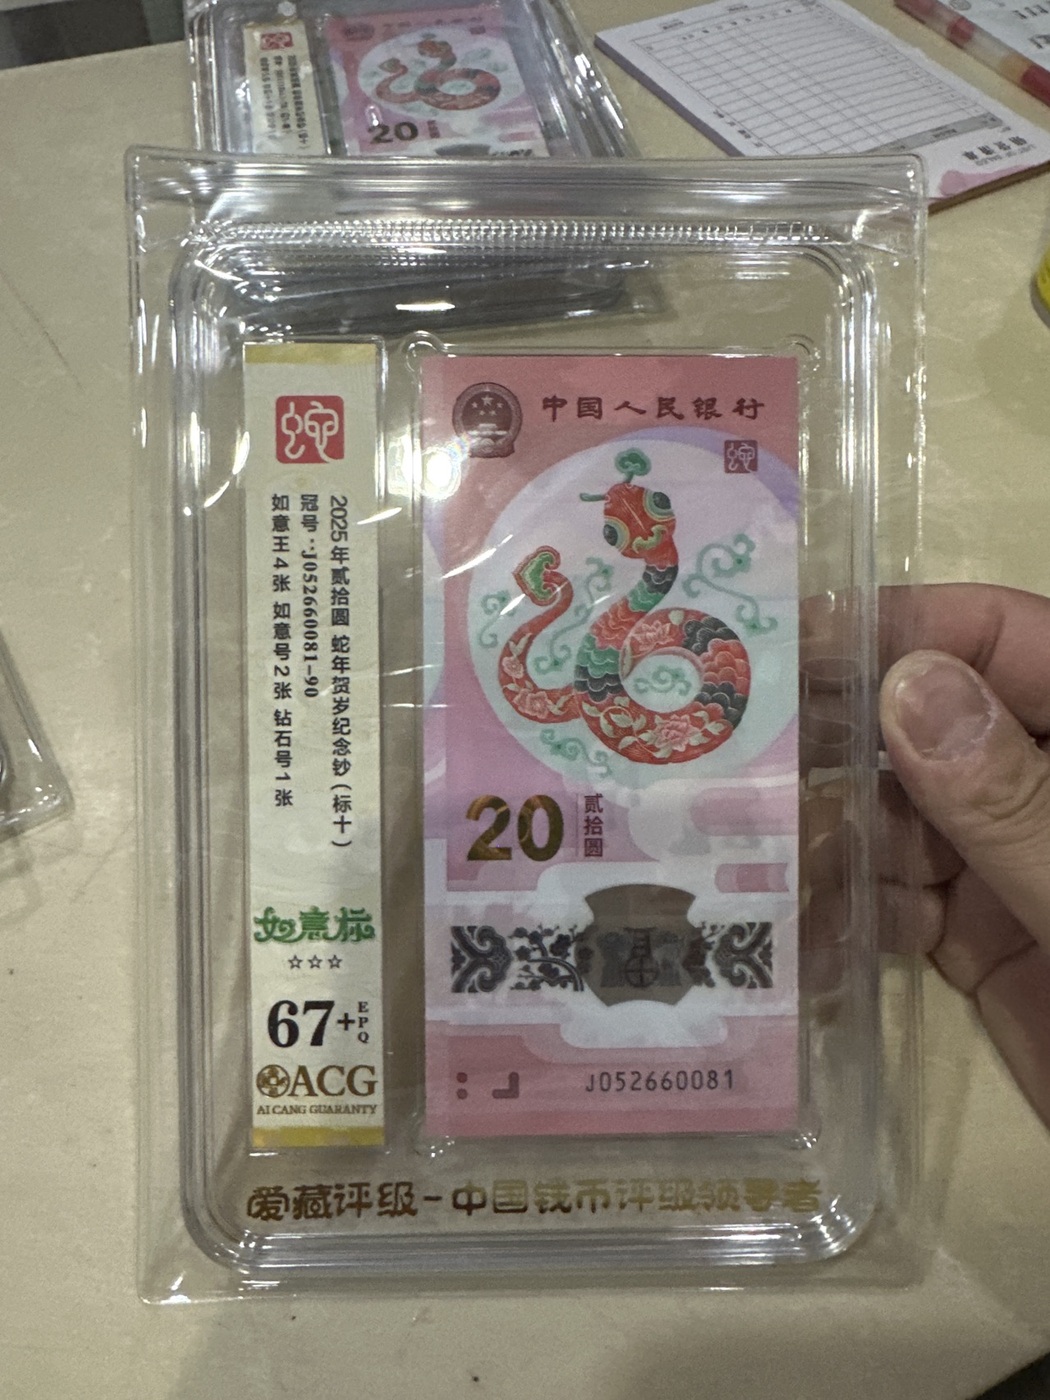 20
2025年贰拾圆 蛇年贺岁纪念钞(标十)
冠号:J052660081-90
如意王4张 如意号2张 钻石号1张
如意标
☆☆☆
67+EPQ
ACG
AI CANG GUARANTY
中国人民银行
20
贰拾圆
J052660081
爱藏评级-中国钱币评级领导者